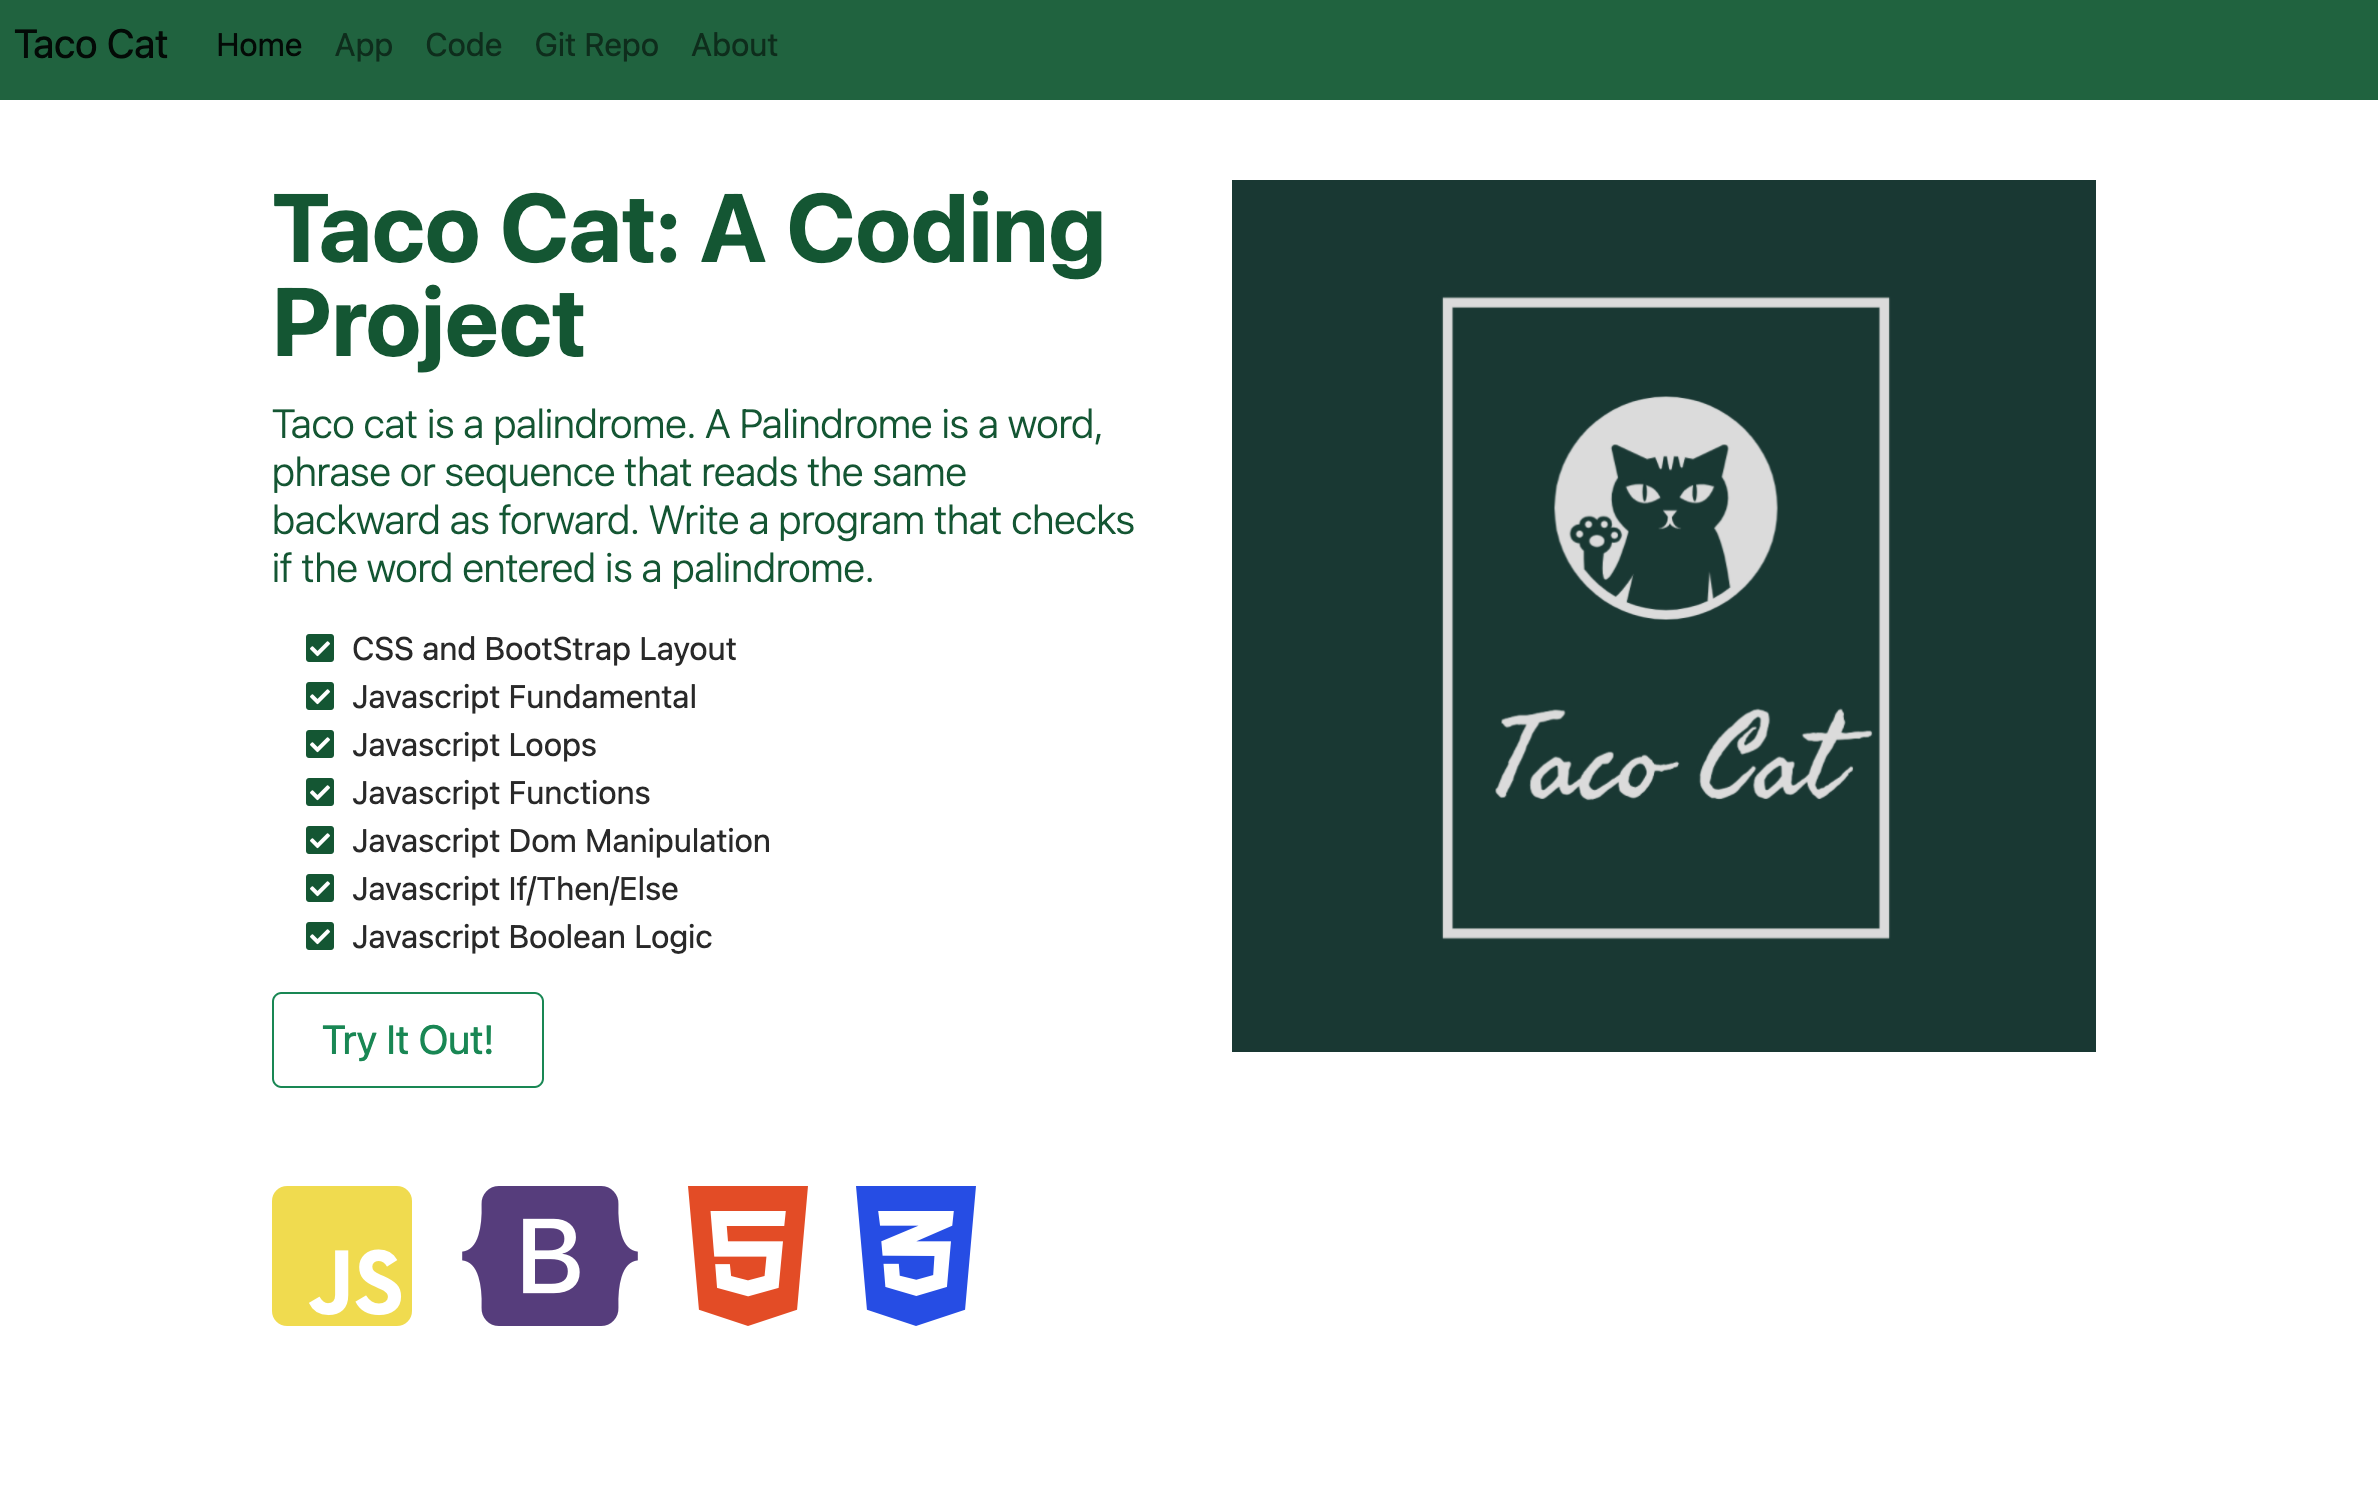 Taco Cat Home App Code Git Repo About
Taco Cat: A Coding
Project
Taco cat is a palindrome. A Palindrome is a word,
phrase or sequence that reads the same
backward as forward. Write a program that checks
if the word entered is a palindrome.
CSS and BootStrap Layout
Javascript Fundamental
Javascript Loops
Javascript Functions
Javascript Dom Manipulation
Javascript If/Then/Else
Javascript Boolean Logic
Try It Out!
Taco Cat
JS B 5 3